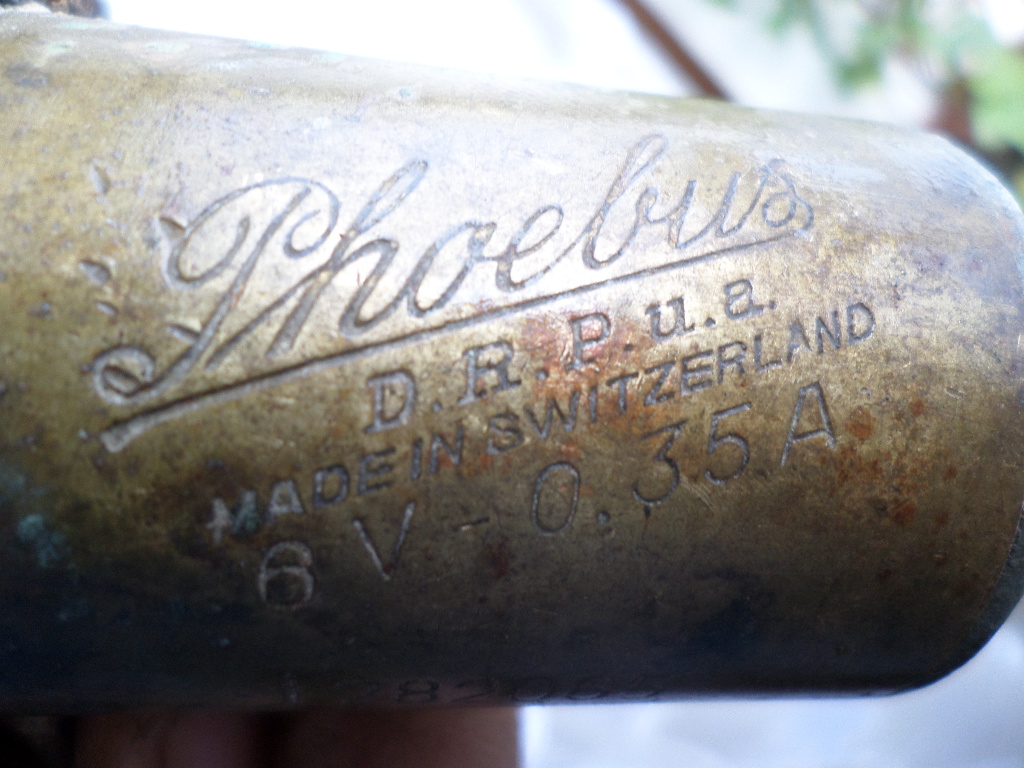 Phoebus
D.R.P.u.a.
MADE IN SWITZERLAND
6 V - 0.35 A